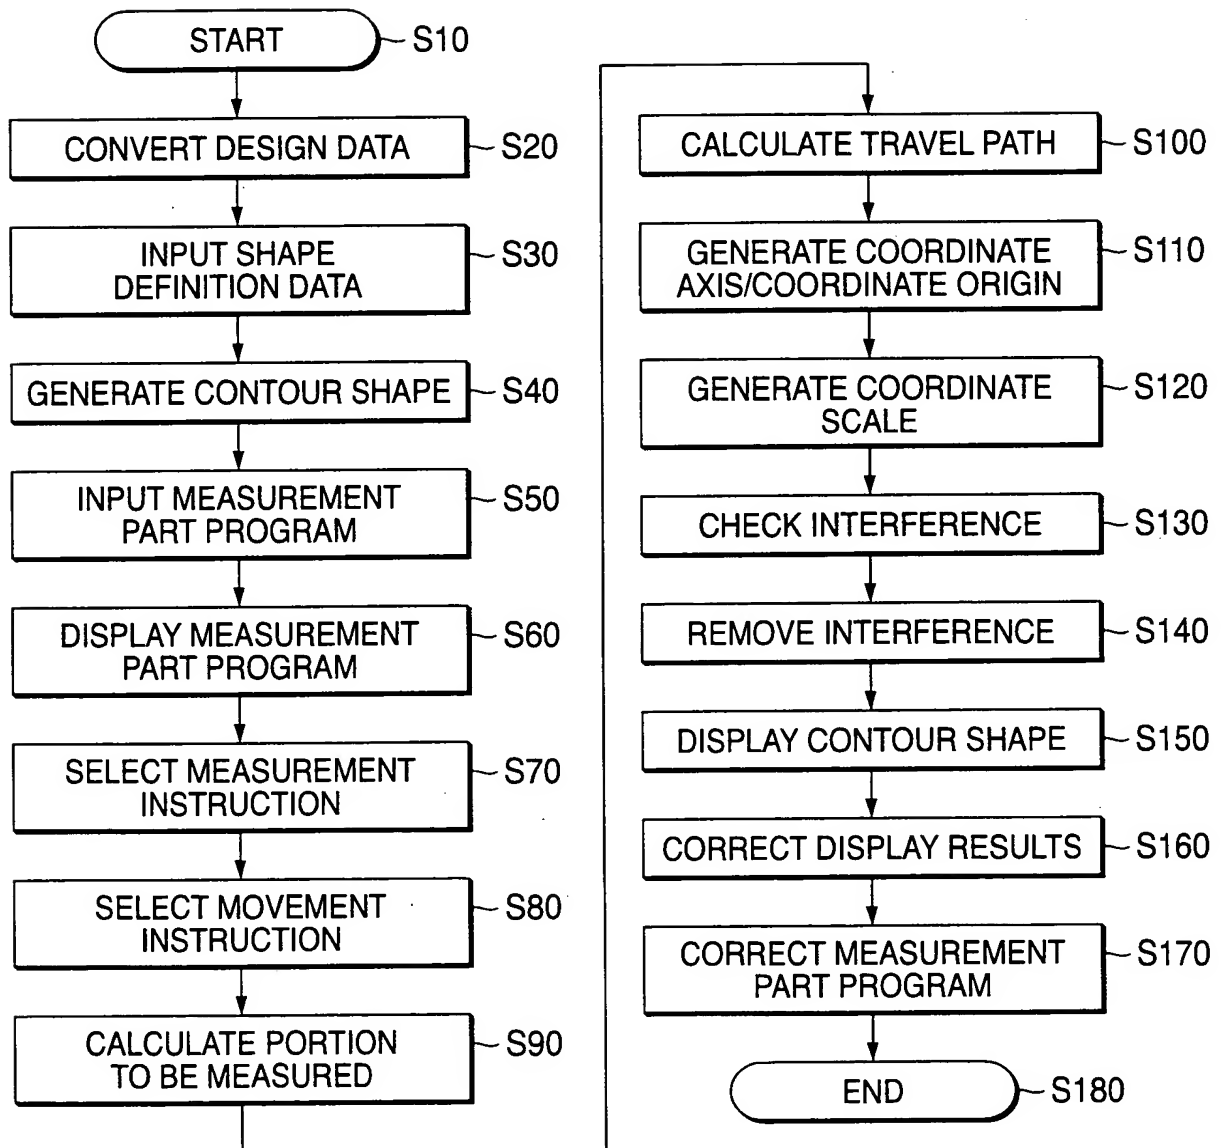 START
S10
CONVERT DESIGN DATA
S20
INPUT SHAPE
DEFINITION DATA
S30
GENERATE CONTOUR SHAPE
S40
INPUT MEASUREMENT
PART PROGRAM
S50
DISPLAY MEASUREMENT
PART PROGRAM
S60
SELECT MEASUREMENT
INSTRUCTION
S70
SELECT MOVEMENT
INSTRUCTION
S80
CALCULATE PORTION
TO BE MEASURED
S90
CALCULATE TRAVEL PATH
S100
GENERATE COORDINATE
AXIS/COORDINATE ORIGIN
S110
GENERATE COORDINATE
SCALE
S120
CHECK INTERFERENCE
S130
REMOVE INTERFERENCE
S140
DISPLAY CONTOUR SHAPE
S150
CORRECT DISPLAY RESULTS
S160
CORRECT MEASUREMENT
PART PROGRAM
S170
END
S180